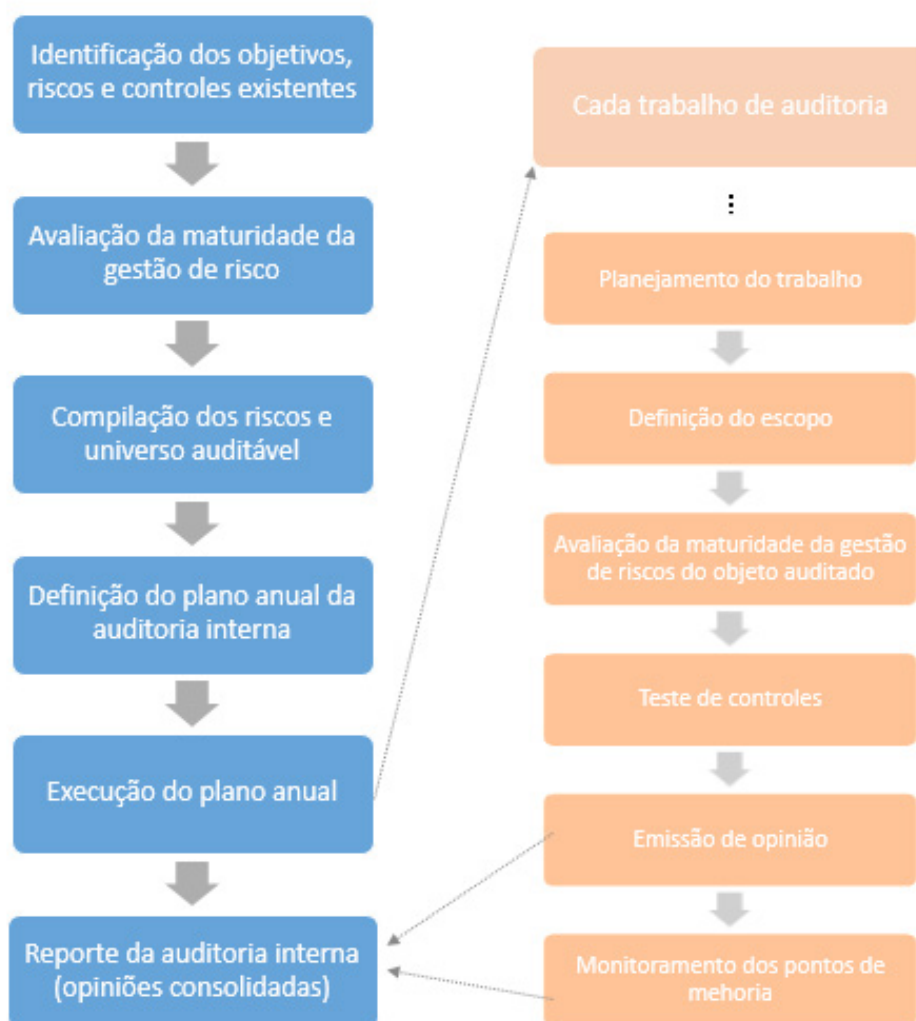 Identificação dos objetivos,
riscos e controles existentes
Avaliação da maturidade da
gestão de risco
Compilação dos riscos e
universo auditável
Definição do plano anual da
auditoria interna
Execução do plano anual
Reporte da auditoria interna
(opiniões consolidadas)
Cada trabalho de auditoria
...
Planejamento do trabalho
Definição do escopo
Avaliação da maturidade da gestão
de riscos do objeto auditado
Teste de controles
Emissão de opinião
Monitoramento dos pontos de
mehoria